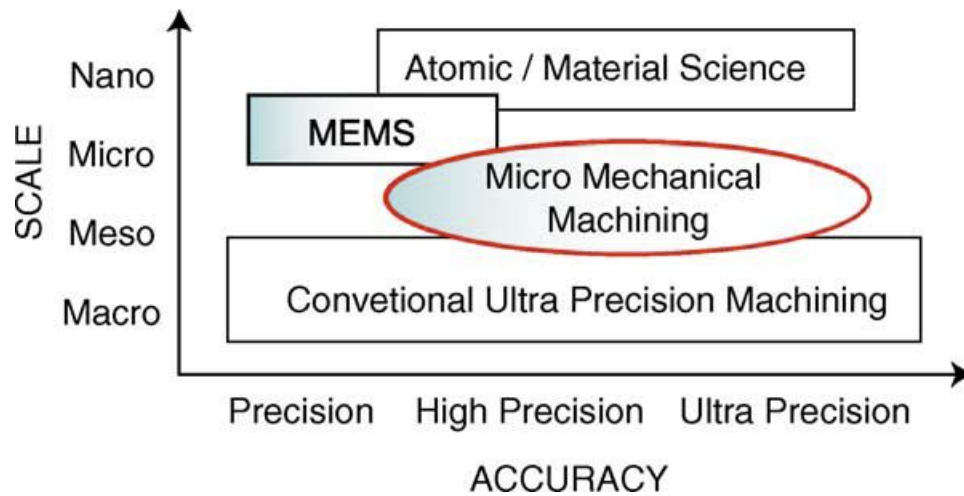 Nano
Atomic / Material Science
MEMS
Micro
Micro Mechanical
Machining
SCALE
Meso
Convetional Ultra Precision Machining
Macro
Precision
High Precision
Ultra Precision
ACCURACY